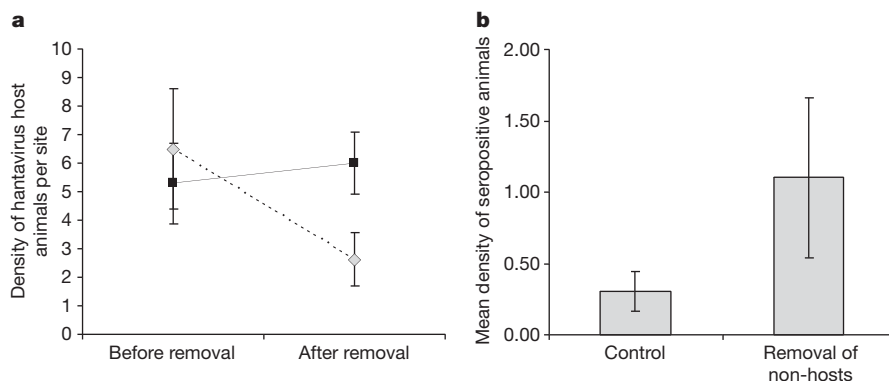 a
Density of hantavirus host
animals per site
10
9
8
7
6
5
4
3
2
1
0
Before removal
After removal
b
Mean density of seropositive animals
2.00
1.50
1.00
0.50
0.00
Control
Removal of
non-hosts